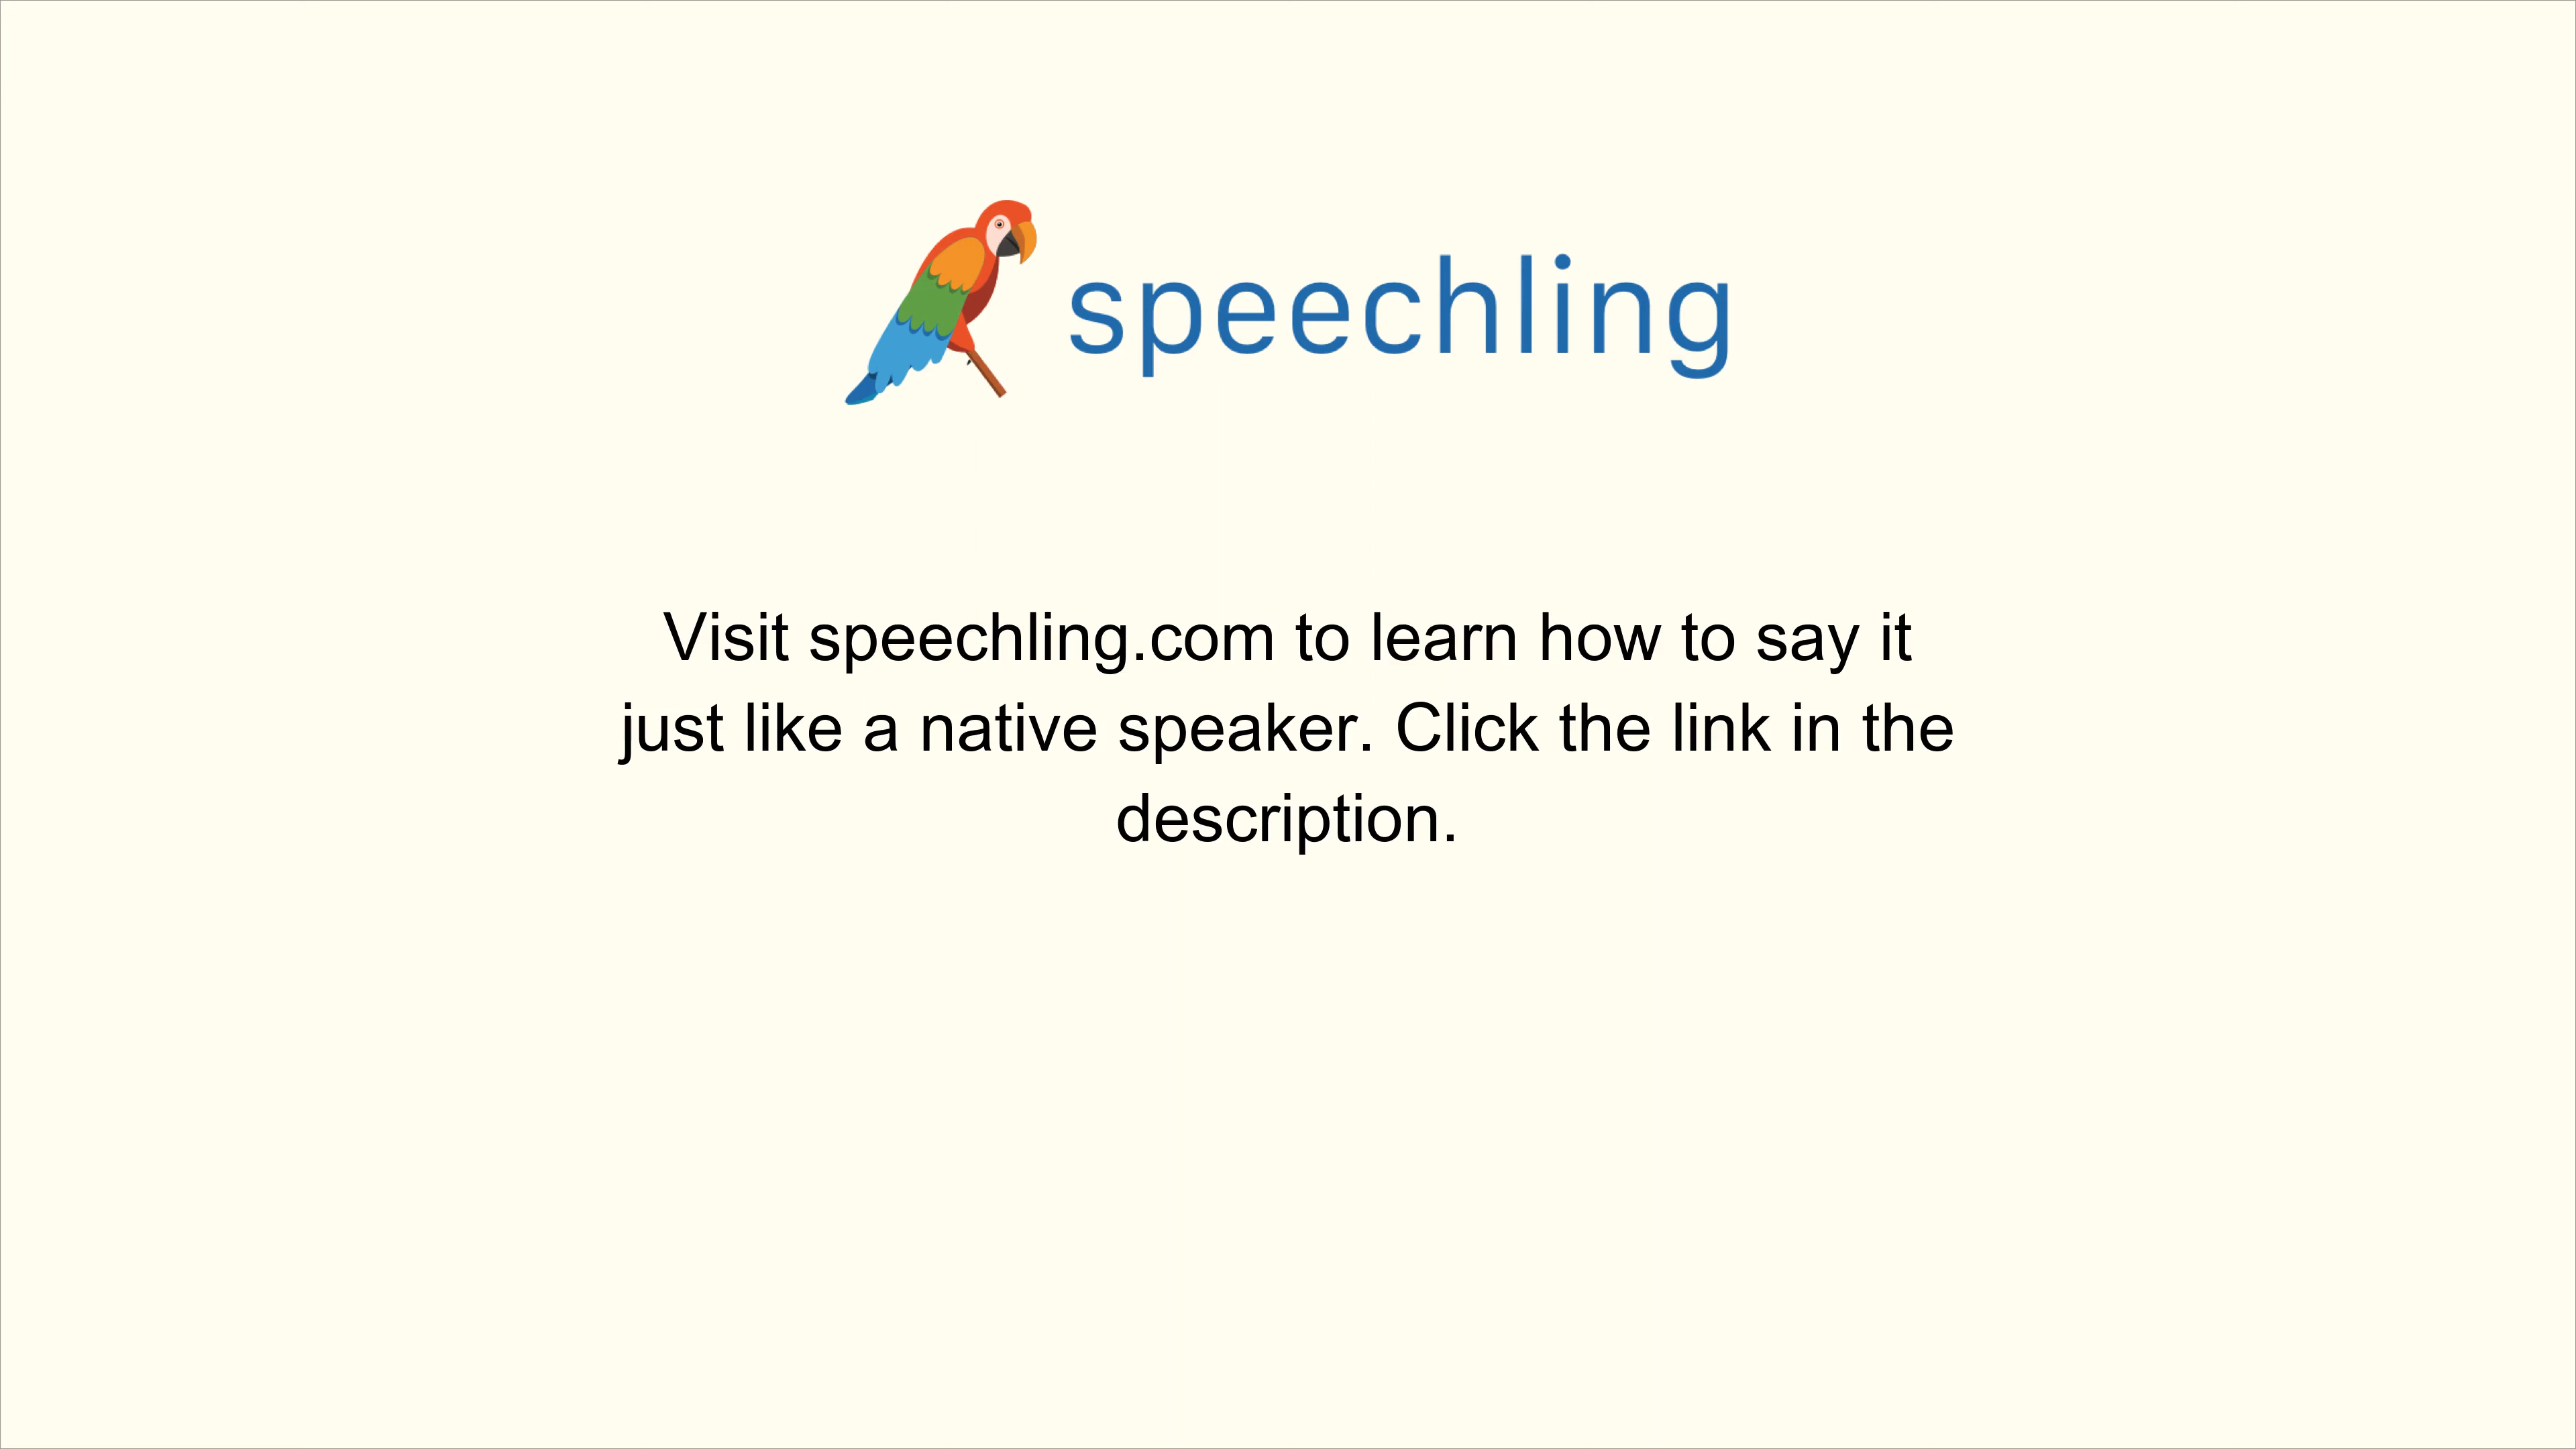 speechling
Visit speechling.com to learn how to say it
just like a native speaker. Click the link in the
description.